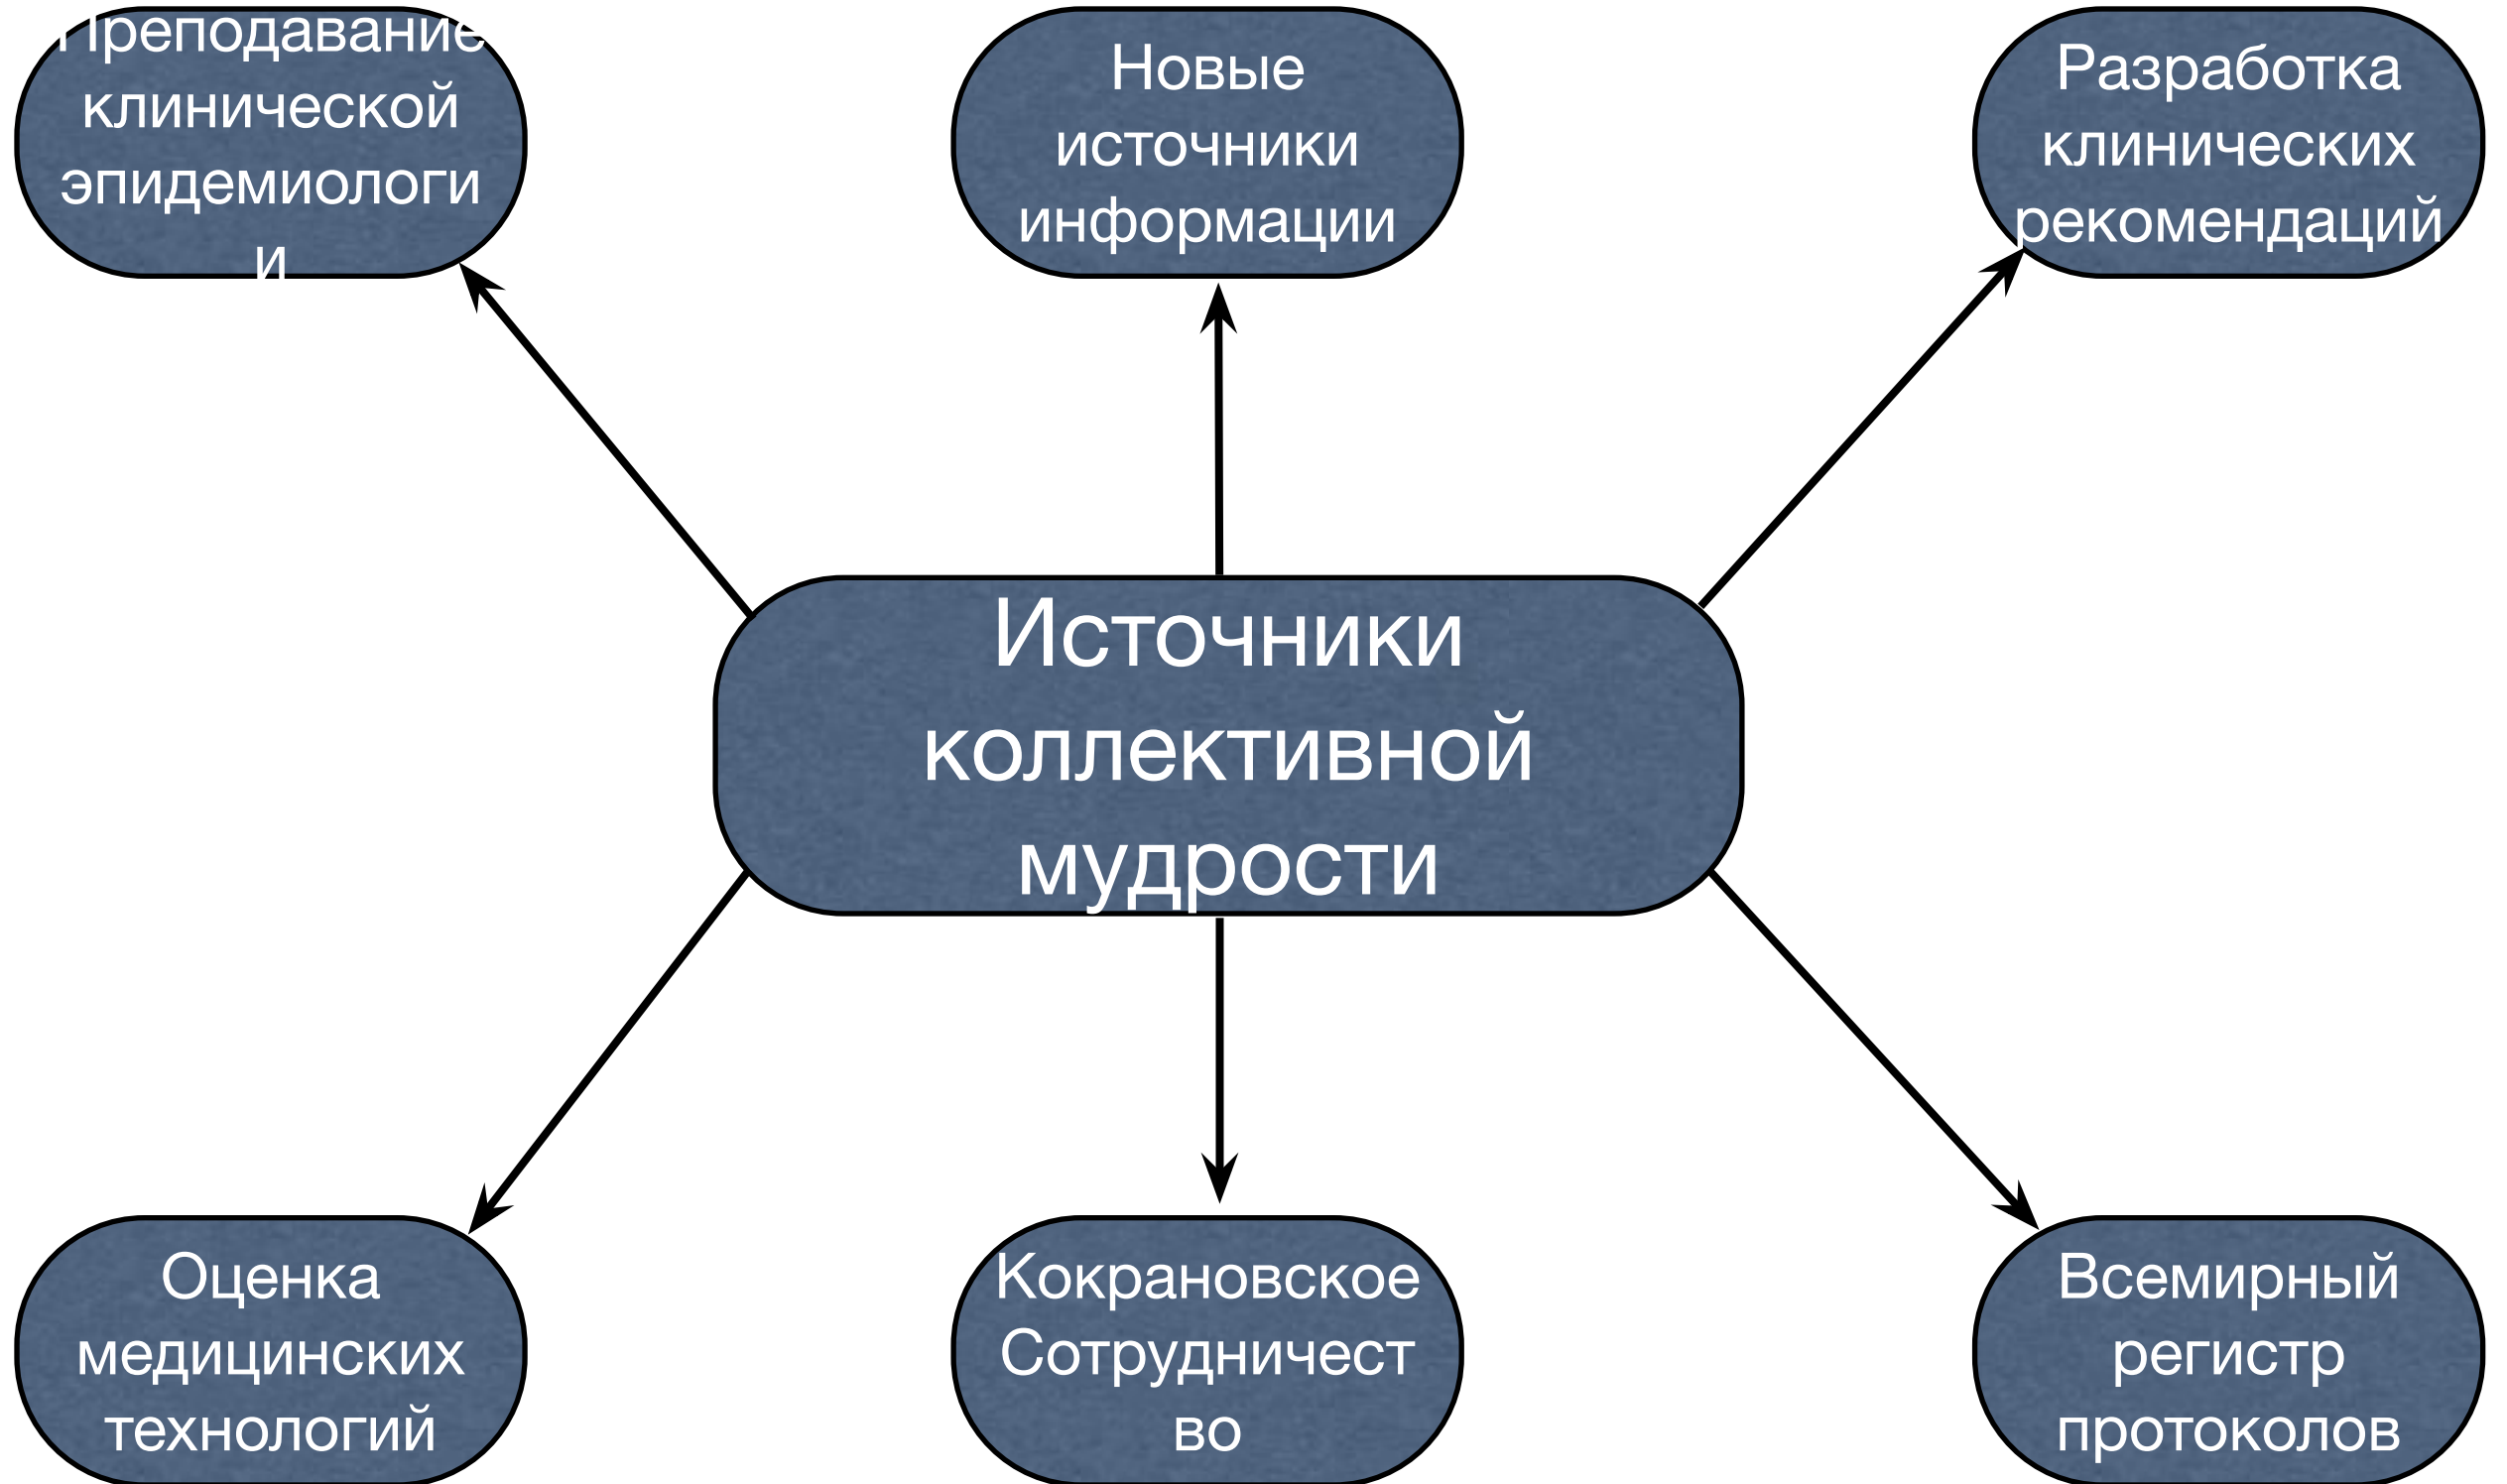 Преподавание
клинической
эпидемиологи
и
Новые
источники
информации
Разработка
клинических
рекомендаций
Источники
коллективной
мудрости
Оценка
медицинских
технологий
Кокрановское
Сотрудничест
во
Всемирный
регистр
протоколов